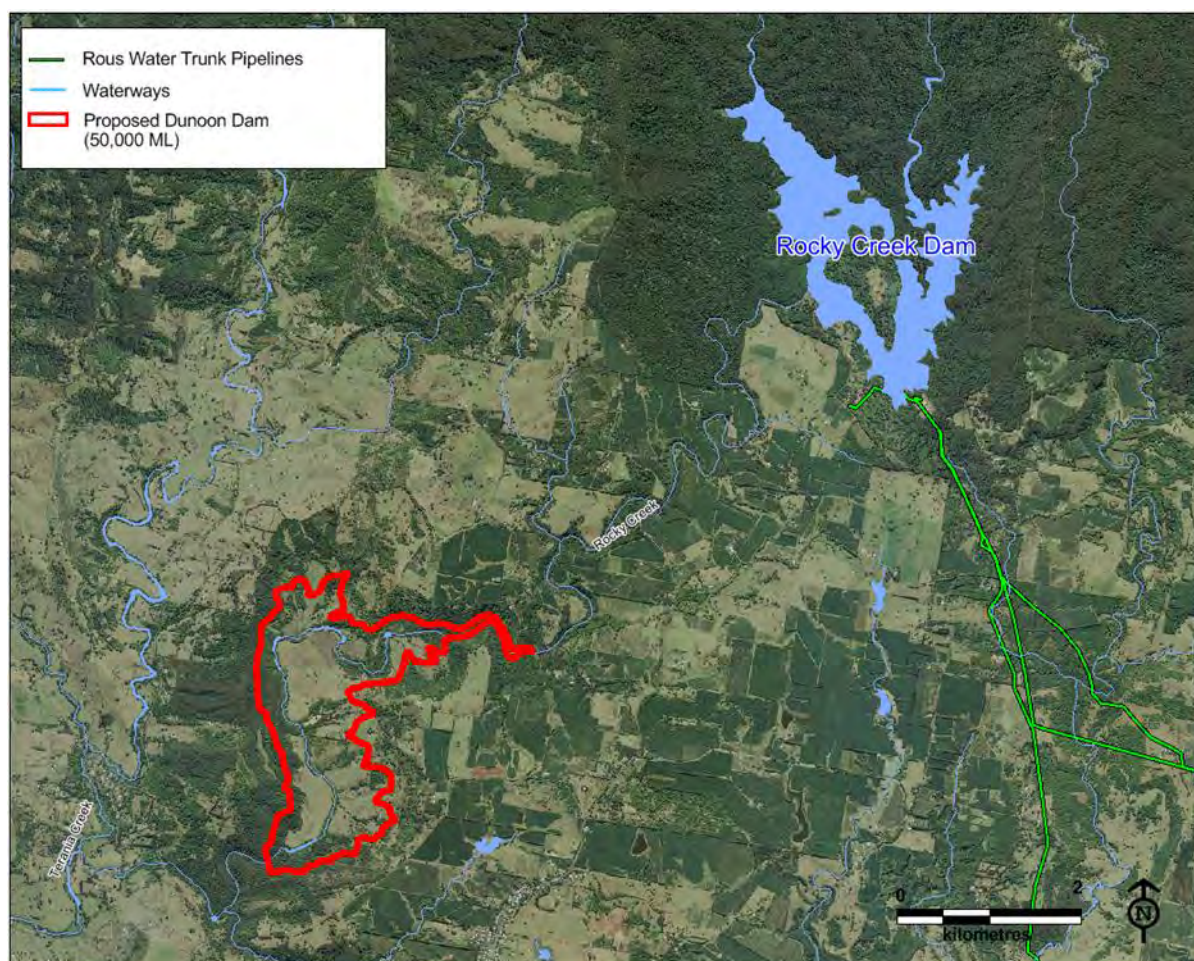 Rous Water Trunk Pipelines
Waterways
Proposed Dunoon Dam
(50,000 ML)
Rocky Creek Dam
Rocky Creek
Terania Creek
0 2
kilometres
N